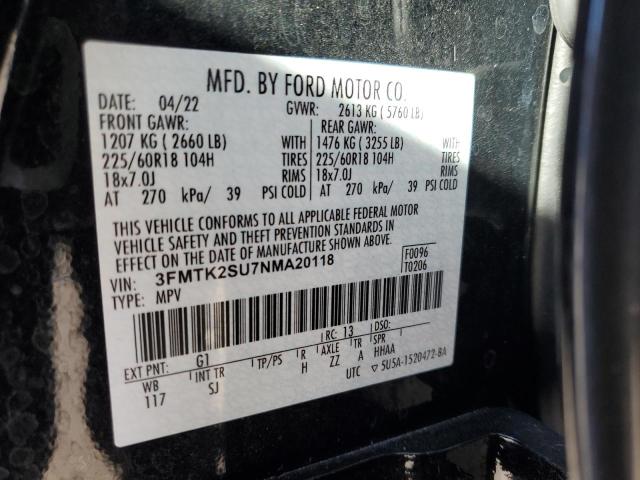 MFD. BY FORD MOTOR CO.
DATE: 04/22 GVWR: 2613 KG ( 5760 LB)
FRONT GAWR: REAR GAWR:
1207 KG ( 2660 LB) WITH 1476 KG ( 3255 LB) WITH
225/60R18 104H TIRES 225/60R18 104H TIRES
18x7.0J RIMS 18x7.0J RIMS
AT 270 kPa/ 39 PSI COLD AT 270 kPa/ 39 PSI COLD
THIS VEHICLE CONFORMS TO ALL APPLICABLE FEDERAL MOTOR
VEHICLE SAFETY AND THEFT PREVENTION STANDARDS
IN EFFECT ON THE DATE OF MANUFACTURE SHOWN ABOVE.
VIN: 3FMTK2SU7NMA20118 F0096
TYPE: MPV T0206
EXT PNT: G1 RC: 13 DSO:
WB INT TR TP/PS R AXLE TR SPR
117 SJ H ZZ A HHAA
UTC ▽ 5U5A-1520472-BA